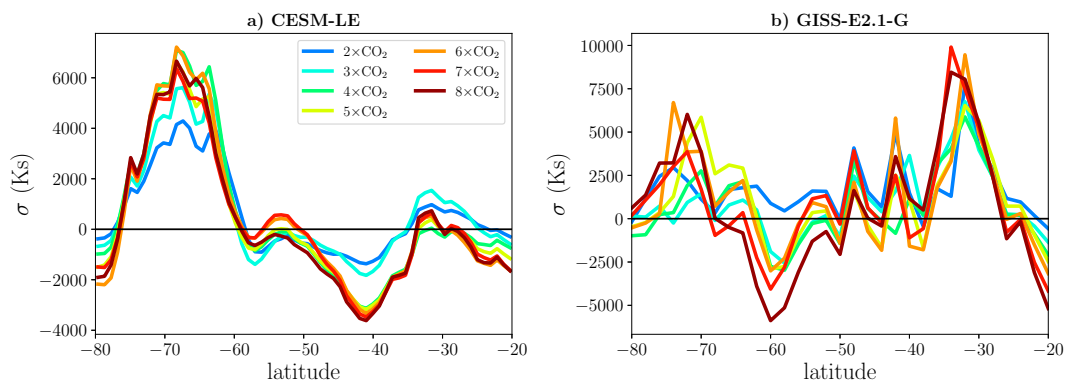 a) CESM-LE
σ (Ks)
6000
4000
2000
0
−2000
−4000
2×CO₂
3×CO₂
4×CO₂
5×CO₂
6×CO₂
7×CO₂
8×CO₂
−80 −70 −60 −50 −40 −30 −20
latitude
b) GISS-E2.1-G
σ (Ks)
10000
7500
5000
2500
0
−2500
−5000
−80 −70 −60 −50 −40 −30 −20
latitude